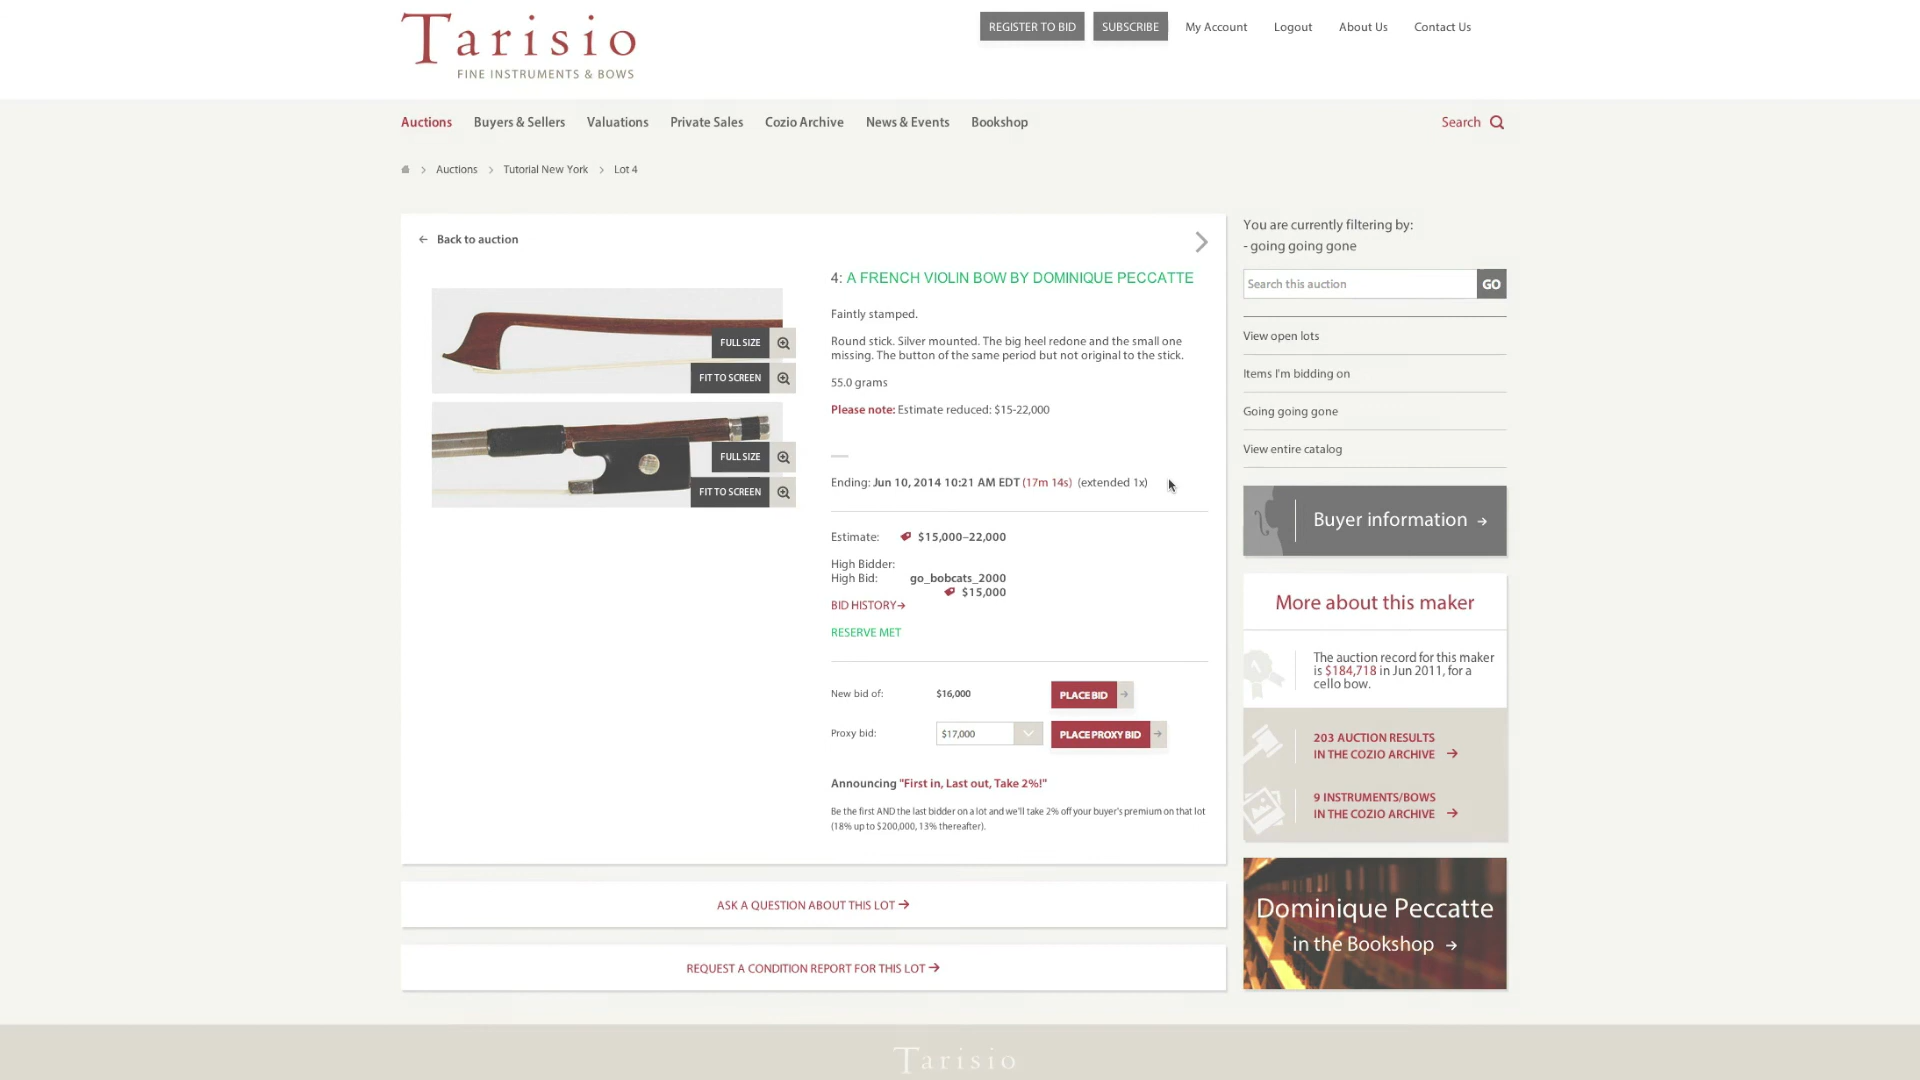 Tarisio
FINE INSTRUMENTS & BOWS
REGISTER TO BID
SUBSCRIBE
My Account
Logout
About Us
Contact Us
Auctions
Buyers & Sellers
Valuations
Private Sales
Cozio Archive
News & Events
Bookshop
Search
Auctions
Tutorial New York
Lot 4
Back to auction
4: A FRENCH VIOLIN BOW BY DOMINIQUE PECCATTE
Faintly stamped.
Round stick. Silver mounted. The big heel redone and the small one
missing. The button of the same period but not original to the stick.
55.0 grams
Please note: Estimate reduced: $15-22,000
FULL SIZE
FIT TO SCREEN
FULL SIZE
FIT TO SCREEN
Ending: Jun 10, 2014 10:21 AM EDT (17m 14s) (extended 1x)
Estimate: $15,000–22,000
High Bidder:
High Bid: go_bobcats_2000
$15,000
BID HISTORY
RESERVE MET
New bid of: $16,000 PLACE BID
Proxy bid: $17,000 PLACE PROXY BID
Announcing "First in, Last out, Take 2%!"
Be the first AND the last bidder on a lot and we'll take 2% off your buyer's premium on that lot
(18% up to $200,000, 13% thereafter).
ASK A QUESTION ABOUT THIS LOT
REQUEST A CONDITION REPORT FOR THIS LOT
You are currently filtering by:
- going going gone
Search this auction GO
View open lots
Items I'm bidding on
Going going gone
View entire catalog
Buyer information
More about this maker
The auction record for this maker
is $184,718 in Jun 2011, for a
cello bow.
203 AUCTION RESULTS
IN THE COZIO ARCHIVE
9 INSTRUMENTS/BOWS
IN THE COZIO ARCHIVE
Dominique Peccatte
in the Bookshop
Tarisio